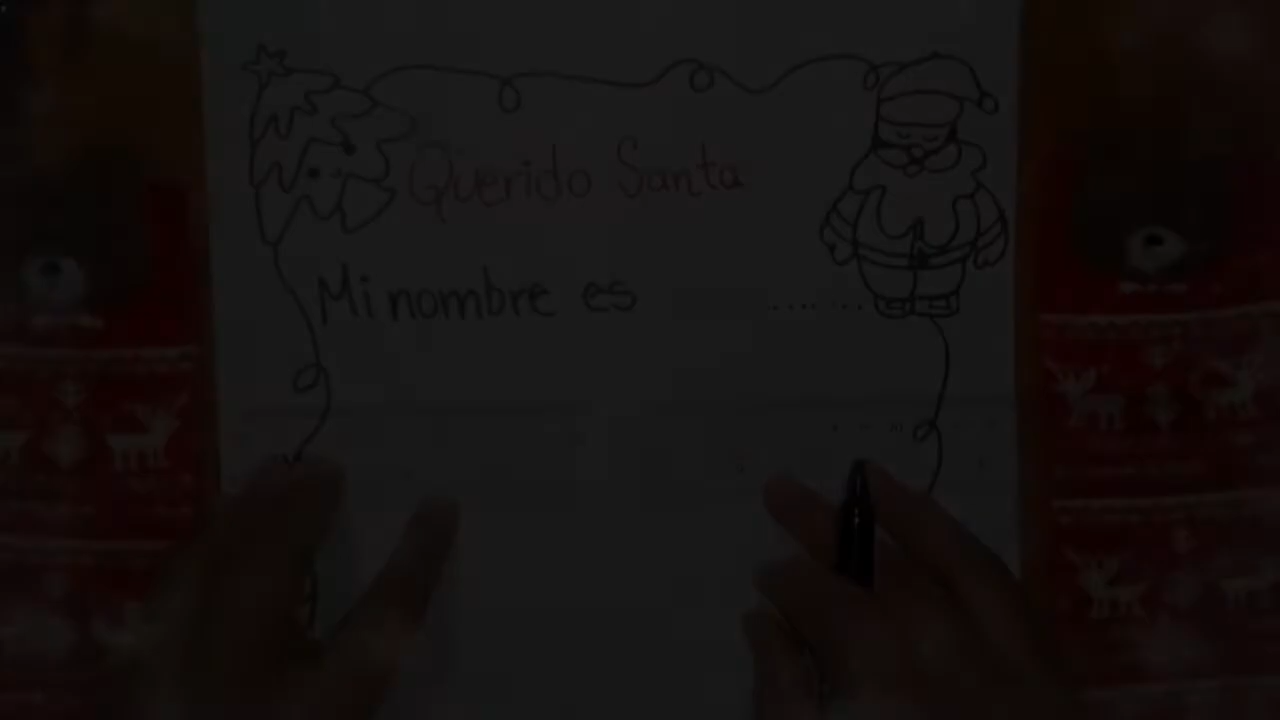 Querido Santa
Mi nombre es ........